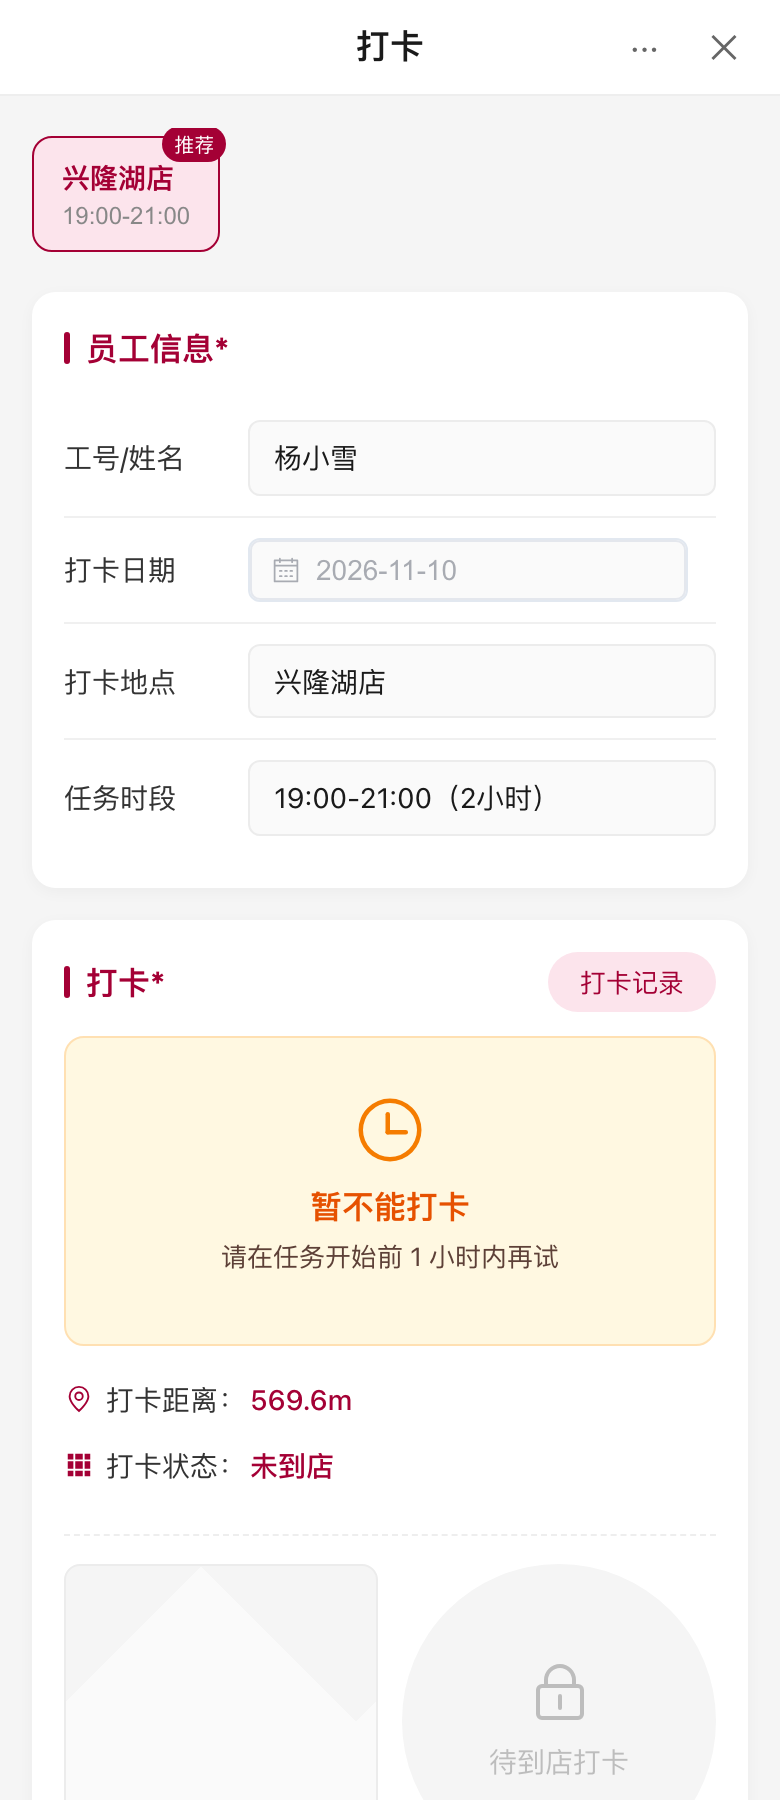 打卡
推荐
兴隆湖店
19:00-21:00
员工信息*
工号/姓名
杨小雪
打卡日期
2026-11-10
打卡地点
兴隆湖店
任务时段
19:00-21:00（2小时）
打卡*
打卡记录
暂不能打卡
请在任务开始前 1 小时内再试
打卡距离： 569.6m
打卡状态： 未到店
待到店打卡